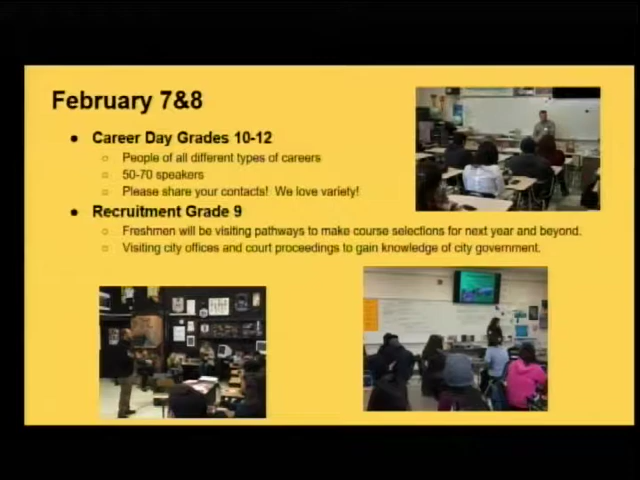 February 7&8
● Career Day Grades 10-12
○ People of all different types of careers
○ 50-70 speakers
○ Please share your contacts! We love variety!
● Recruitment Grade 9
○ Freshmen will be visiting pathways to make course selections for next year and beyond.
○ Visiting city offices and court proceedings to gain knowledge of city government.